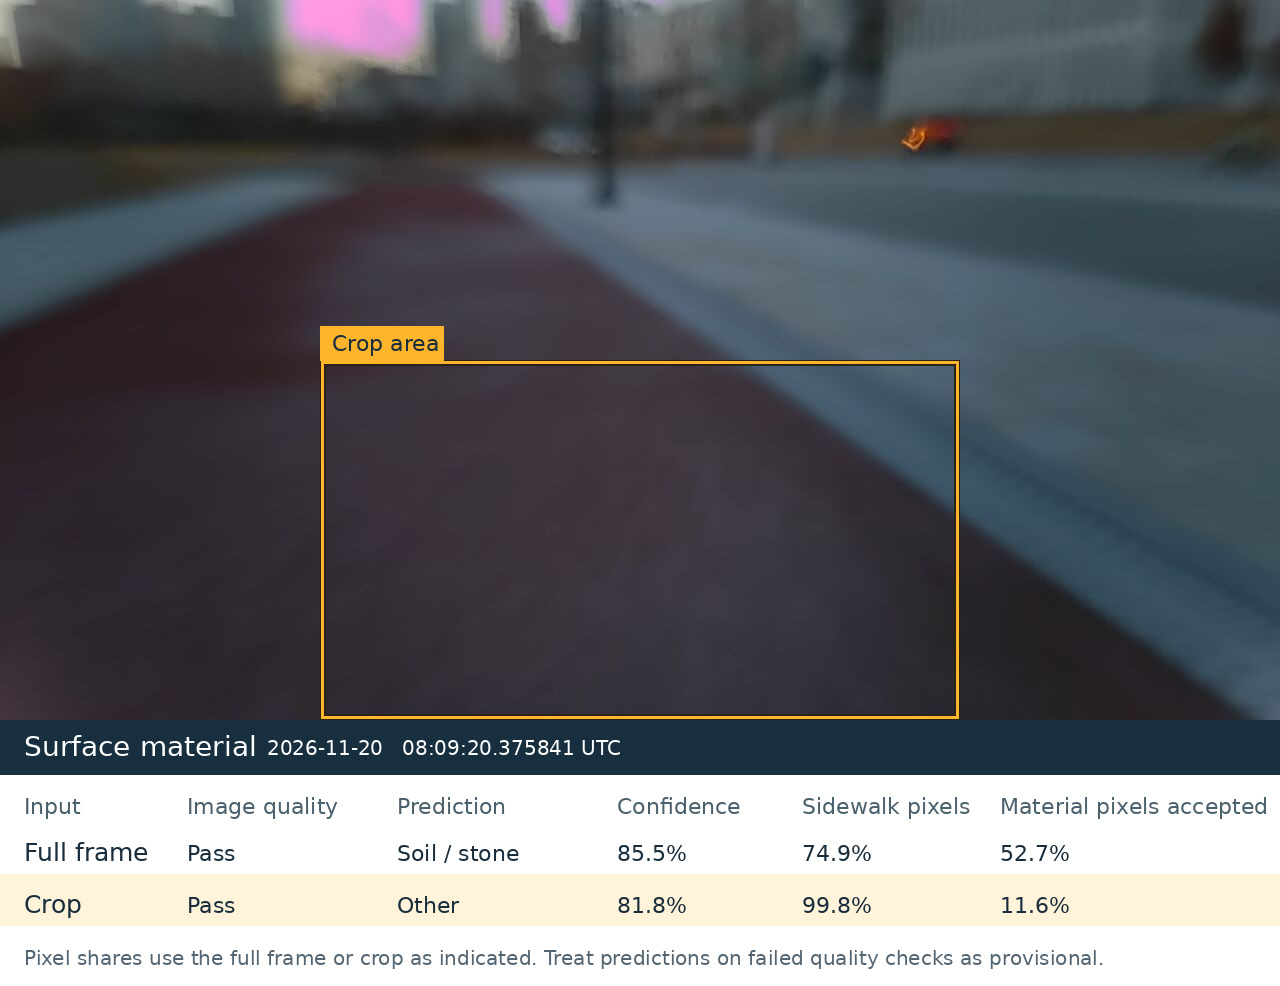 Crop area
Surface material 2026-11-20 08:09:20.375841 UTC
Input Image quality Prediction Confidence Sidewalk pixels Material pixels accepted
Full frame Pass Soil / stone 85.5% 74.9% 52.7%
Crop Pass Other 81.8% 99.8% 11.6%
Pixel shares use the full frame or crop as indicated. Treat predictions on failed quality checks as provisional.